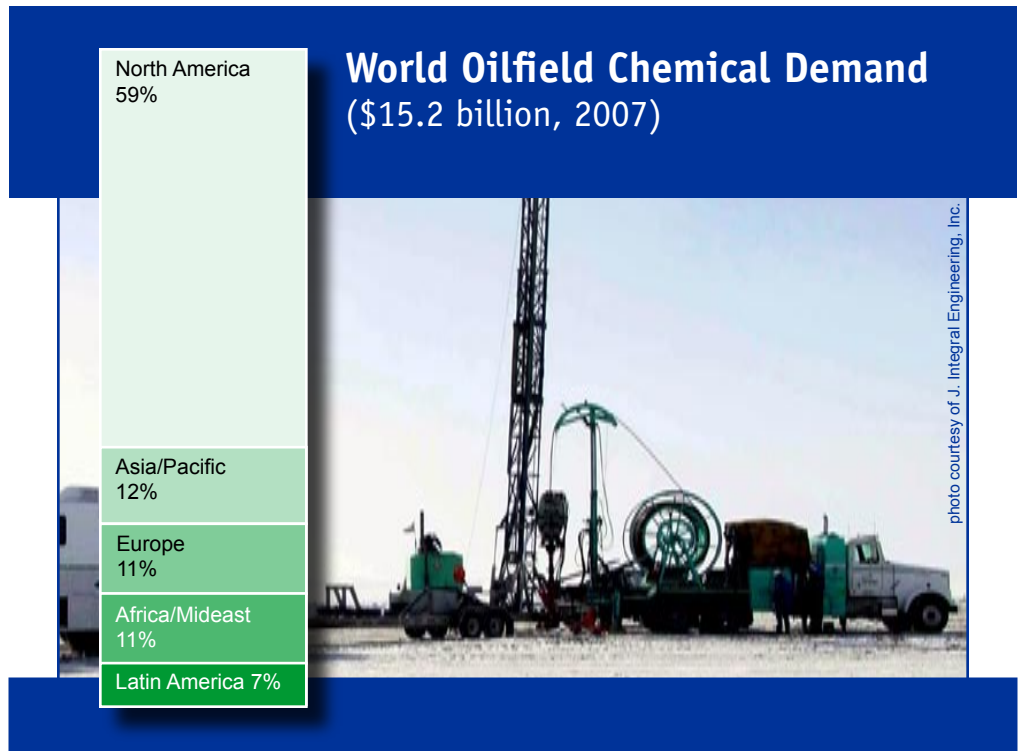 World Oilfield Chemical Demand
($15.2 billion, 2007)
North America
59%
Asia/Pacific
12%
Europe
11%
Africa/Mideast
11%
Latin America 7%
photo courtesy of J. Integral Engineering, Inc.